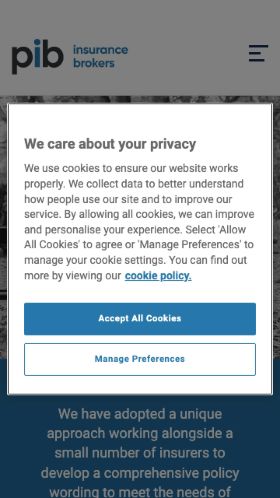 pib insurance
brokers
We care about your privacy
We use cookies to ensure our website works
properly. We collect data to better understand
how people use our site and to improve our
service. By allowing all cookies, we can improve
and personalise your experience. Select 'Allow
All Cookies' to agree or 'Manage Preferences' to
manage your cookie settings. You can find out
more by viewing our cookie policy.
Accept All Cookies
Manage Preferences
We have adopted a unique
approach working alongside a
small number of insurers to
develop a comprehensive policy
wording to meet the needs of